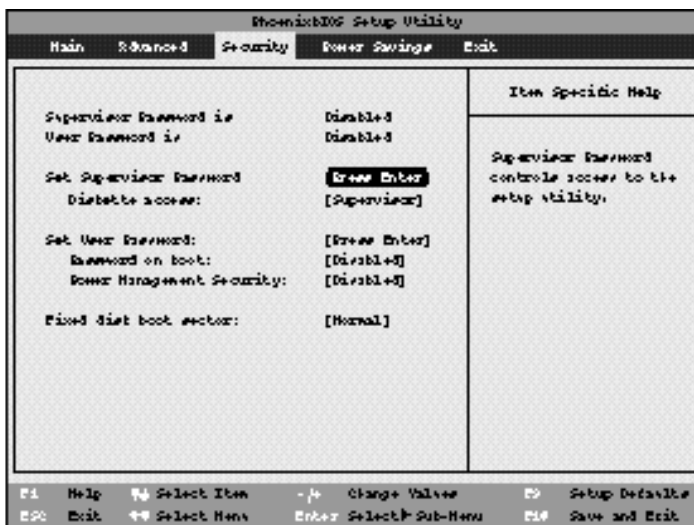 PhoenixBIOS Setup Utility
Main Advanced Security Power Savings Exit
Item Specific Help
Supervisor Password is Disabled
User Password is Disabled
Supervisor Password
controls access to the
setup utility.
Set Supervisor Password [Press Enter]
Diskette access: [Supervisor]
Set User Password: [Press Enter]
Password on boot: [Disabled]
Power Management Security: [Disabled]
Fixed disk boot sector: [Normal]
F1 Help ↑↓ Select Item -/+ Change Values F9 Setup Defaults
ESC Exit ←→ Select Menu Enter Select ▶ Sub-Menu F10 Save and Exit